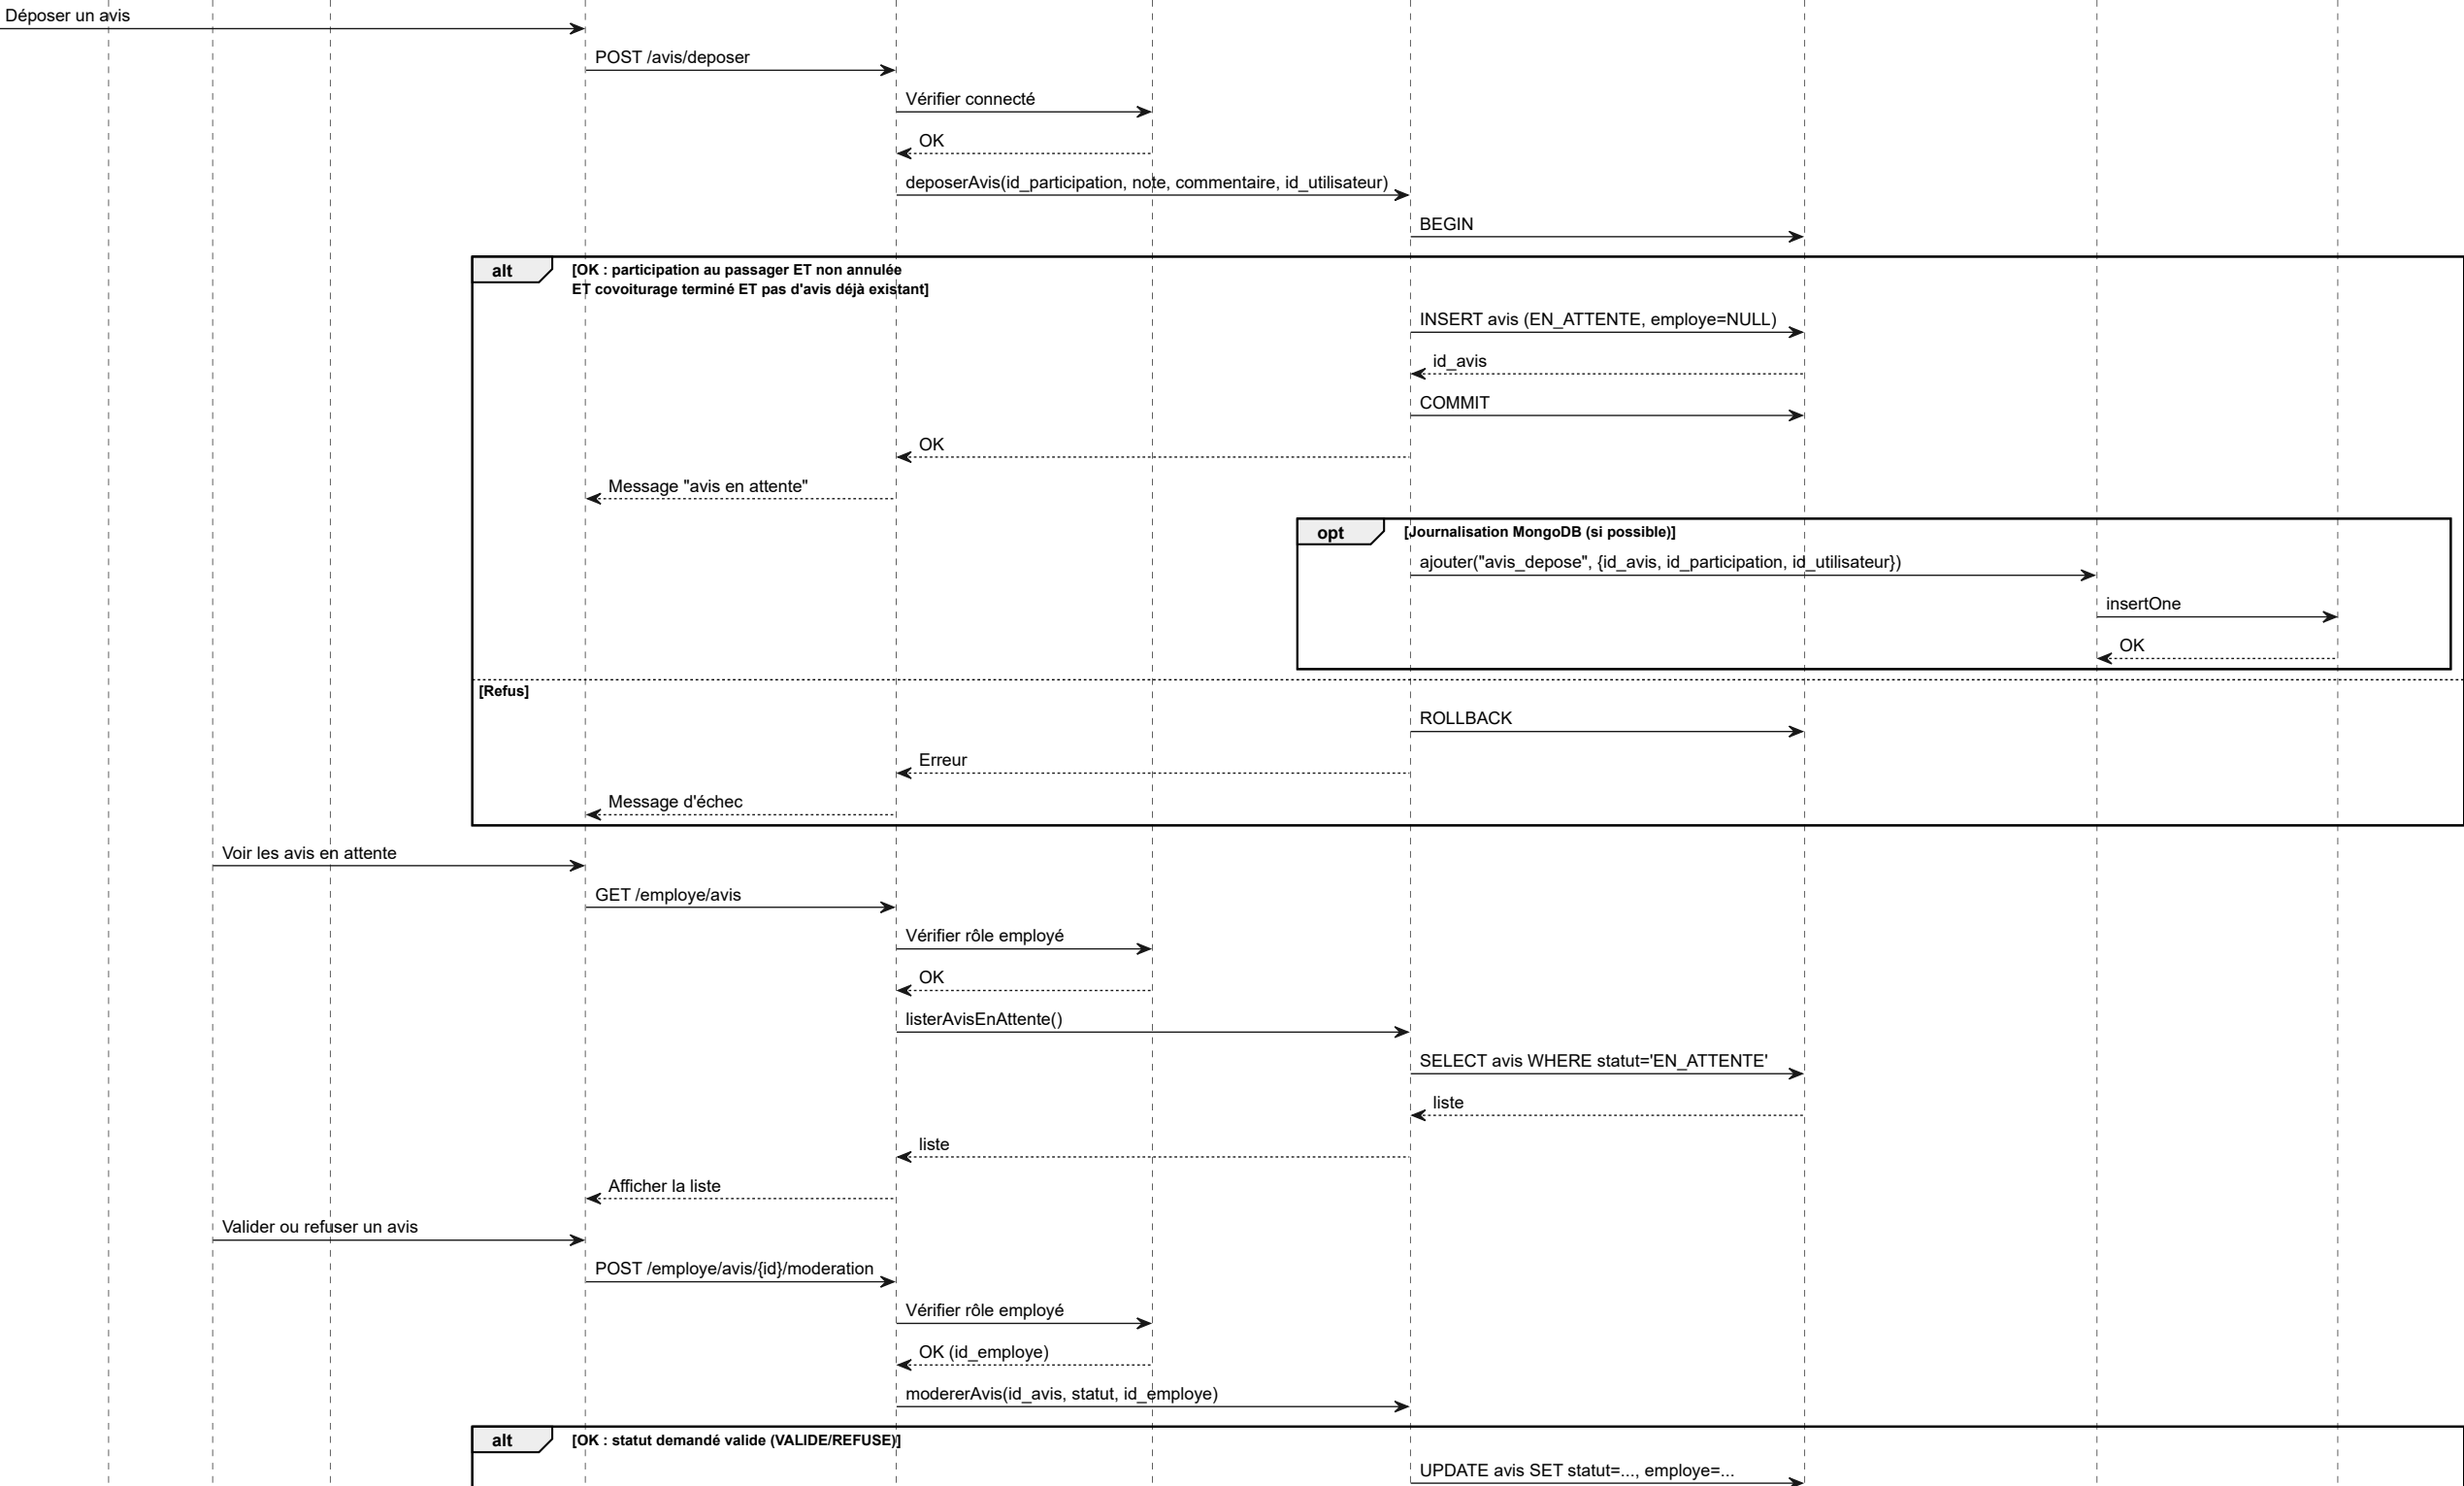 Déposer un avis
POST /avis/deposer
Vérifier connecté
OK
deposerAvis(id_participation, note, commentaire, id_utilisateur)
BEGIN
alt
[OK : participation au passager ET non annulée
ET covoiturage terminé ET pas d'avis déjà existant]
INSERT avis (EN_ATTENTE, employe=NULL)
id_avis
COMMIT
OK
Message "avis en attente"
opt
[Journalisation MongoDB (si possible)]
ajouter("avis_depose", {id_avis, id_participation, id_utilisateur})
insertOne
OK
[Refus]
ROLLBACK
Erreur
Message d'échec
Voir les avis en attente
GET /employe/avis
Vérifier rôle employé
OK
listerAvisEnAttente()
SELECT avis WHERE statut='EN_ATTENTE'
liste
liste
Afficher la liste
Valider ou refuser un avis
POST /employe/avis/{id}/moderation
Vérifier rôle employé
OK (id_employe)
modererAvis(id_avis, statut, id_employe)
alt
[OK : statut demandé valide (VALIDE/REFUSE)]
UPDATE avis SET statut=..., employe=...